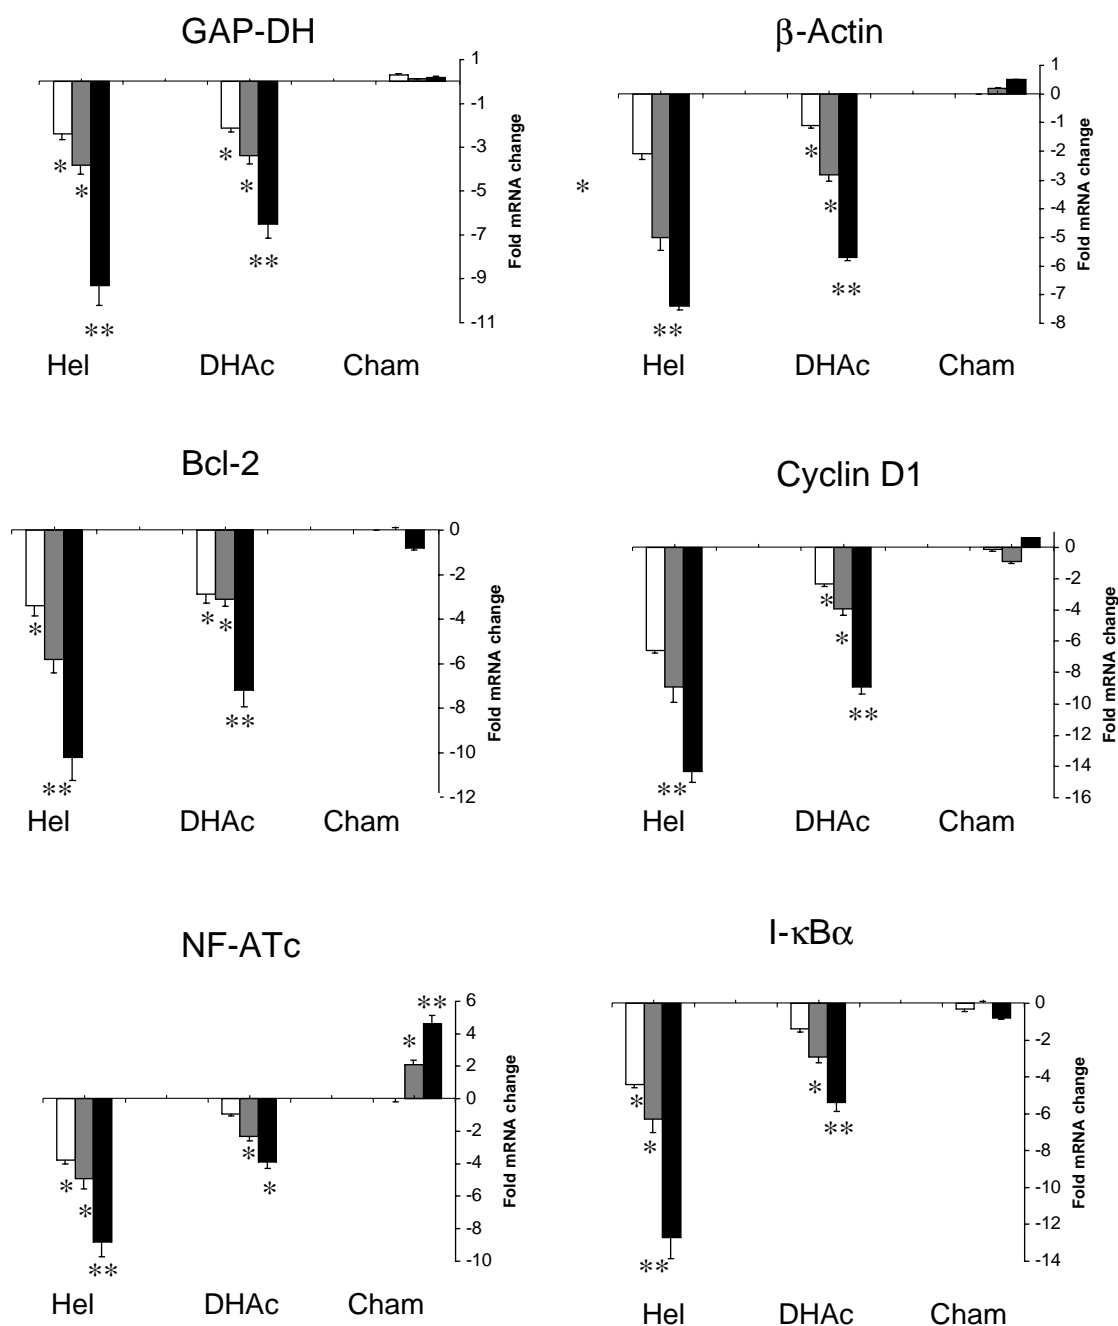 GAP-DH
1
-1
-3
-5
-7
-9
-11
Fold mRNA change
* * ** * * **
Hel DHAc Cham
β-Actin
1
0
-1
-2
-3
-4
-5
-6
-7
-8
Fold mRNA change
* ** * * **
Hel DHAc Cham
Bcl-2
0
-2
-4
-6
-8
-10
-12
Fold mRNA change
* ** * * **
Hel DHAc Cham
Cyclin D1
0
-2
-4
-6
-8
-10
-12
-14
-16
Fold mRNA change
** * * **
Hel DHAc Cham
NF-ATc
6
4
2
0
-2
-4
-6
-8
-10
Fold mRNA change
* * ** * * * **
Hel DHAc Cham
I-κBα
0
-2
-4
-6
-8
-10
-12
-14
Fold mRNA change
* * ** * **
Hel DHAc Cham